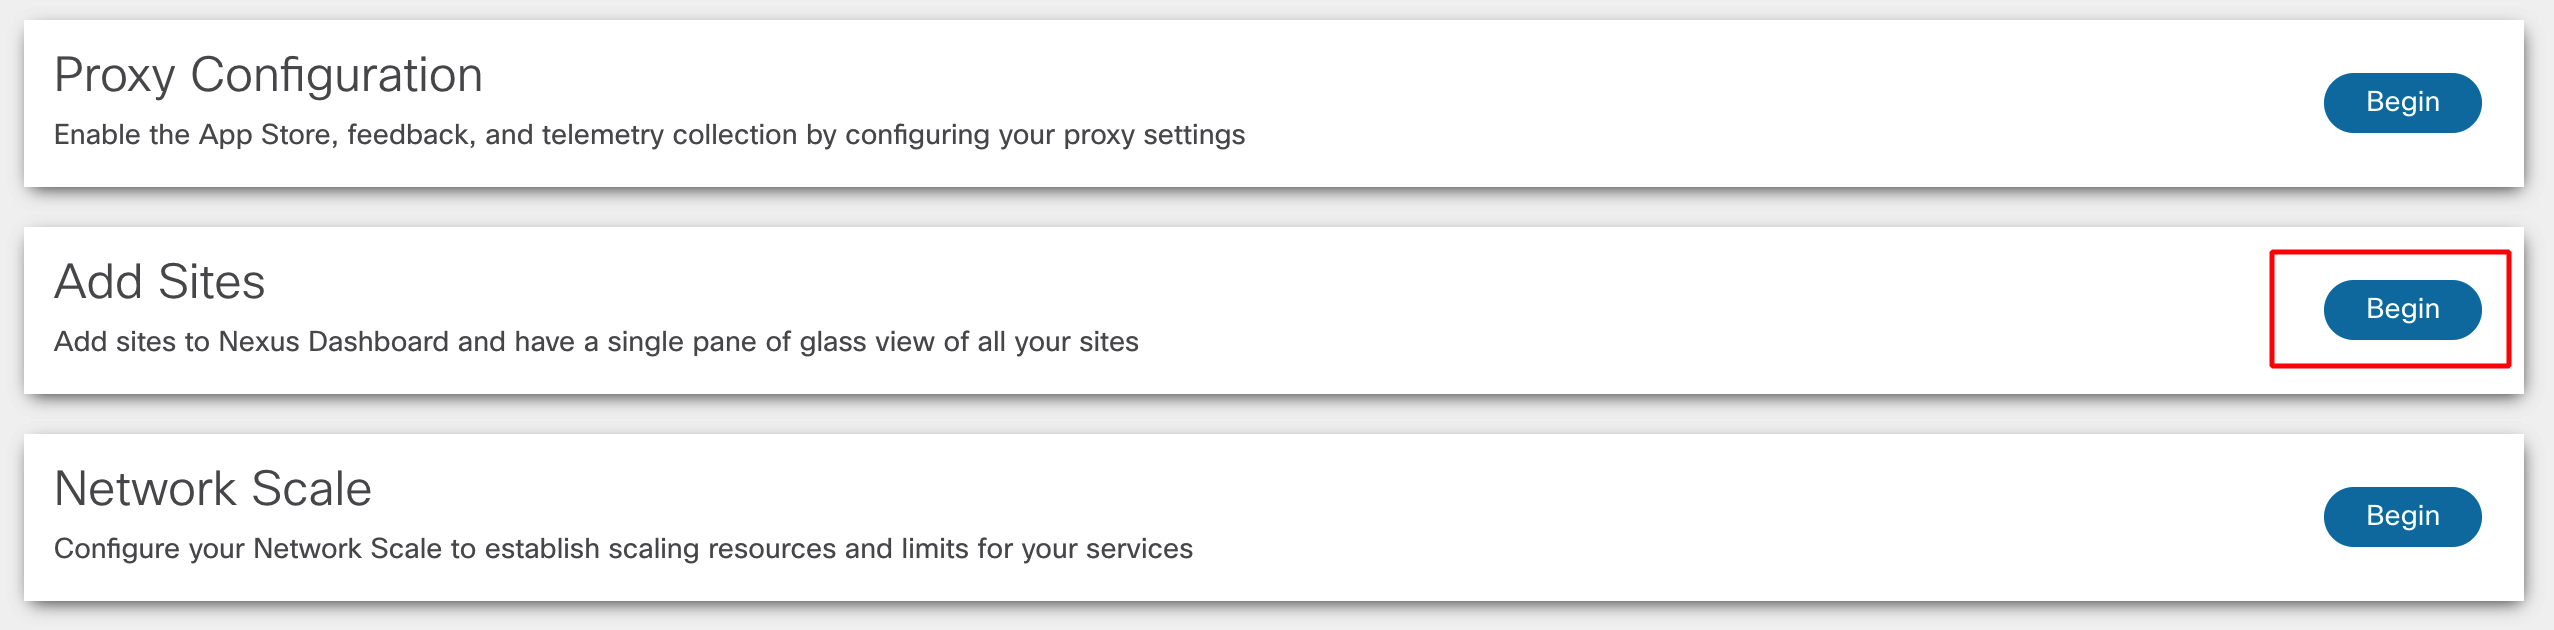 Proxy Configuration
Enable the App Store, feedback, and telemetry collection by configuring your proxy settings
Begin
Add Sites
Add sites to Nexus Dashboard and have a single pane of glass view of all your sites
Begin
Network Scale
Configure your Network Scale to establish scaling resources and limits for your services
Begin